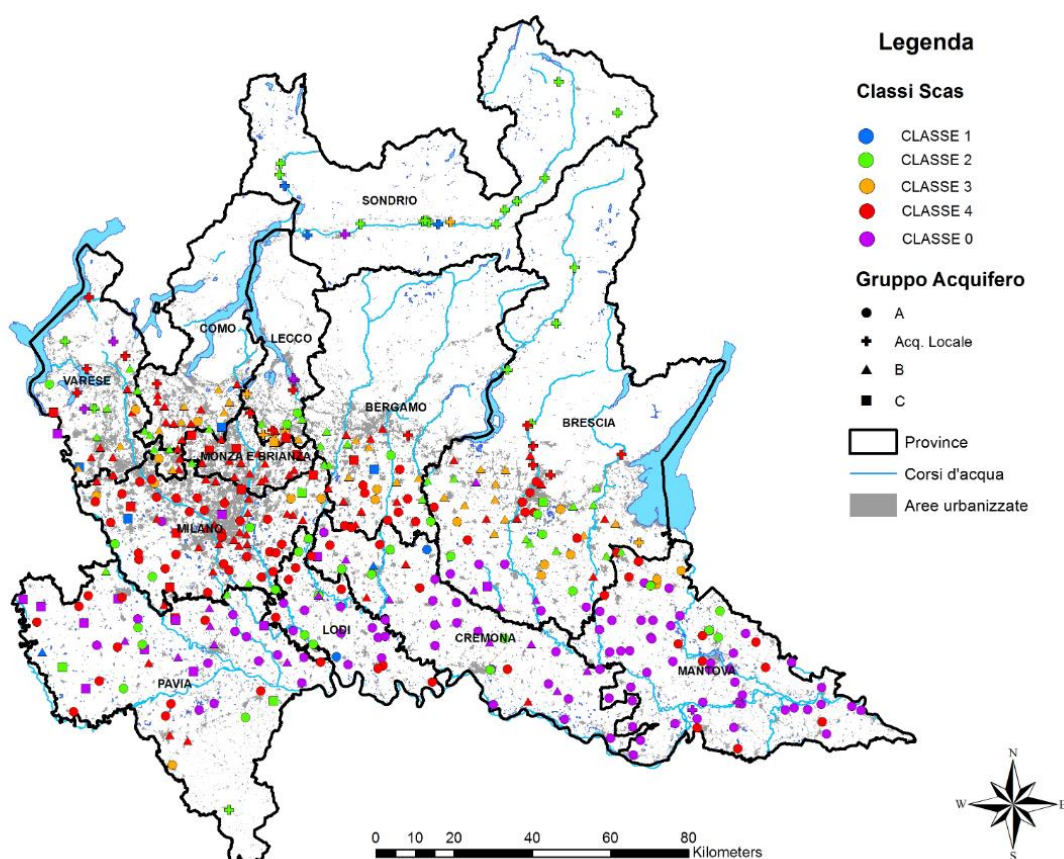 Legenda
Classi Scas
CLASSE 1
CLASSE 2
CLASSE 3
CLASSE 4
CLASSE 0
Gruppo Acquifero
A
Acq. Locale
B
C
Province
Corsi d'acqua
Aree urbanizzate
SONDRIO
COMO
LECCO
VARESE
BERGAMO
BRESCIA
MONZA E BRIANZA
MILANO
LODI
CREMONA
PAVIA
MANTOVA
N
W E
S
0 10 20 40 60 80
Kilometers